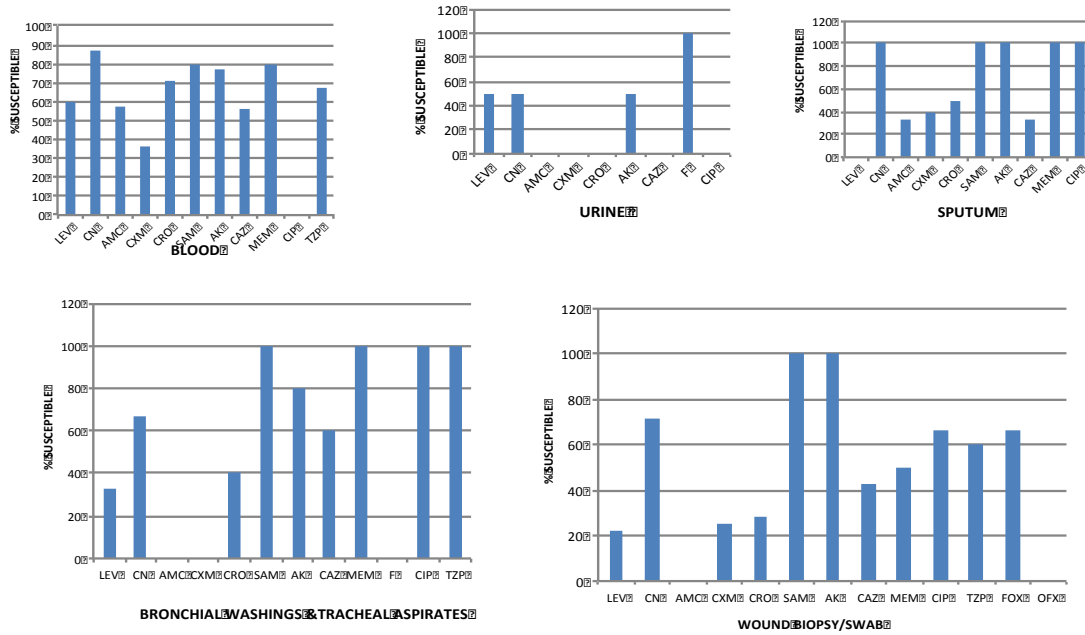 100
90
80
70
60
50
40
30
20
10
0
% SUSCEPTIBLE
LEV CN AMC CXM CRO SAM AK CAZ MEM CIP TZP
BLOOD
120
100
80
60
40
20
0
% SUSCEPTIBLE
LEV CN AMC CXM CRO AK CAZ F CIP
URINE
120
100
80
60
40
20
0
% SUSCEPTIBLE
LEV CN AMC CXM CRO SAM AK CAZ MEM CIP
SPUTUM
120
100
80
60
40
20
0
% SUSCEPTIBLE
LEV CN AMC CXM CRO SAM AK CAZ MEM F CIP TZP
BRONCHIAL WASHINGS & TRACHEAL ASPIRATES
120
100
80
60
40
20
0
% SUSCEPTIBLE
LEV CN AMC CXM CRO SAM AK CAZ MEM CIP TZP FOX OFX
WOUND BIOPSY/SWAB